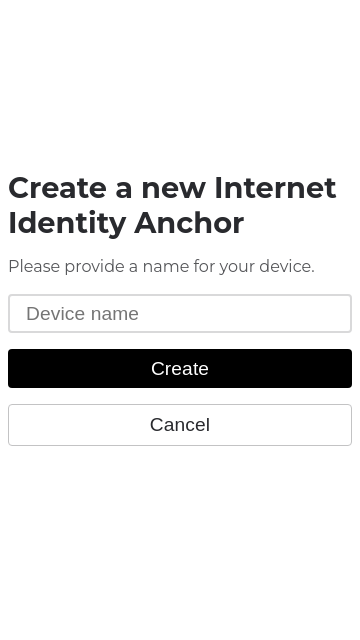 Create a new Internet
Identity Anchor
Please provide a name for your device.
Device name
Create
Cancel